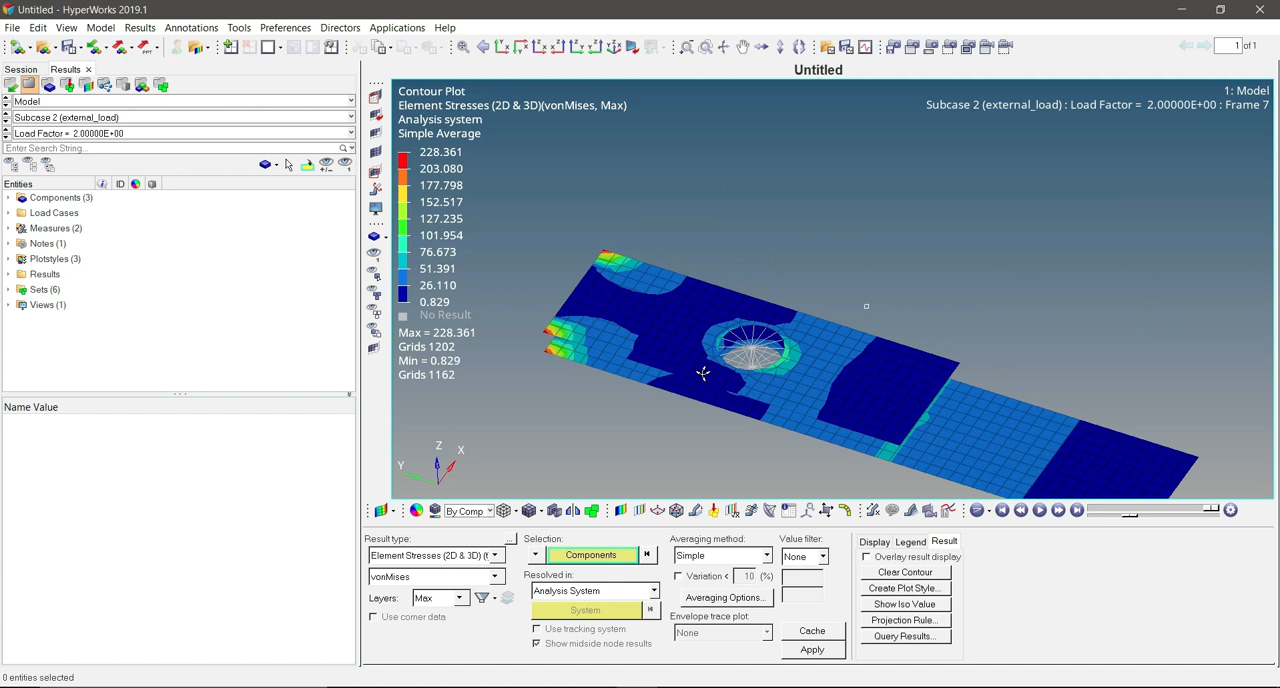 Untitled - HyperWorks 2019.1
File Edit View Model Results Annotations Tools Preferences Directors Applications Help
1 of 1
Session Results
Model
Subcase 2 (external_load)
Load Factor = 2.00000E+00
Enter Search String...
Entities ID
Components (3)
Load Cases
Measures (2)
Notes (1)
Plotstyles (3)
Results
Sets (6)
Views (1)
Name Value
Untitled
Contour Plot
Element Stresses (2D & 3D)(vonMises, Max)
Analysis system
Simple Average
1: Model
Subcase 2 (external_load) : Load Factor = 2.00000E+00 : Frame 7
228.361
203.080
177.798
152.517
127.235
101.954
76.673
51.391
26.110
0.829
No Result
Max = 228.361
Grids 1202
Min = 0.829
Grids 1162
Z
X
Y
By Comp
Result type:
Element Stresses (2D & 3D) (t
vonMises
Layers: Max
Use corner data
Selection:
Components
Resolved in:
Analysis System
System
Use tracking system
Show midside node results
Averaging method:
Simple
Variation < 10 (%)
Averaging Options...
Envelope trace plot:
None
Value filter:
None
Cache
Apply
Display Legend Result
Overlay result display
Clear Contour
Create Plot Style...
Show Iso Value
Projection Rule...
Query Results...
0 entities selected